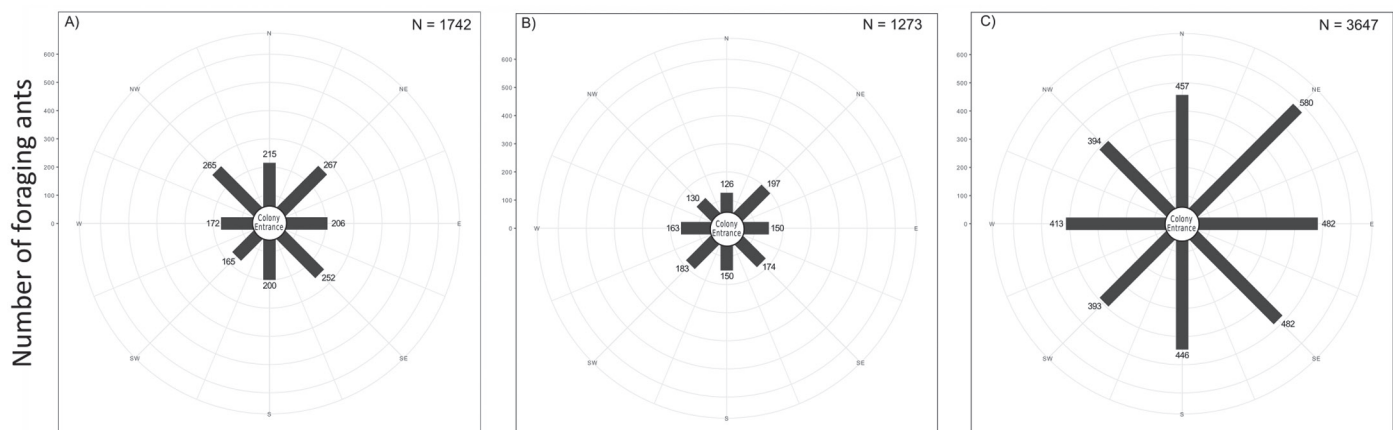 Number of foraging ants
A)
N = 1742
600
500
400
300
200
100
0
N
NE
E
SE
S
SW
W
NW
215
267
206
252
200
165
172
265
Colony
Entrance
B)
N = 1273
600
500
400
300
200
100
0
N
NE
E
SE
S
SW
W
NW
126
197
150
174
150
183
163
130
Colony
Entrance
C)
N = 3647
600
500
400
300
200
100
0
N
NE
E
SE
S
SW
W
NW
457
580
482
482
446
393
413
394
Colony
Entrance